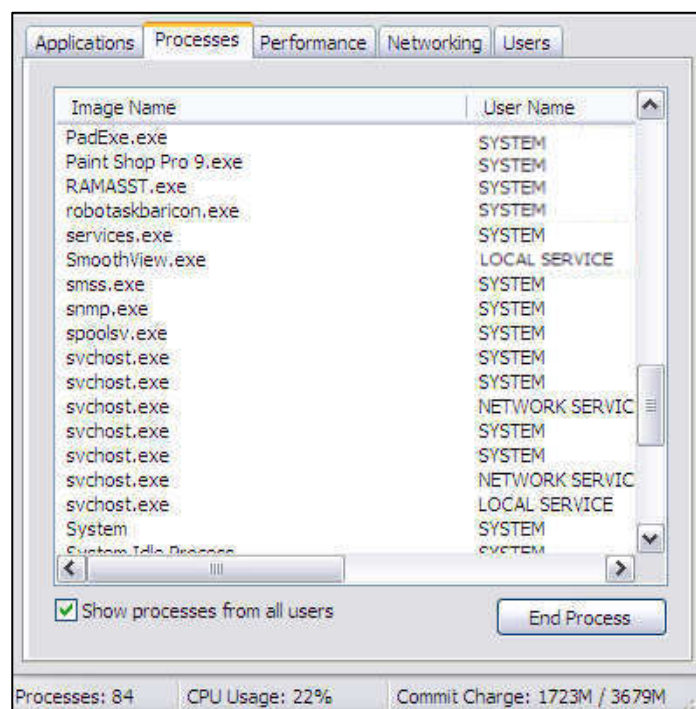 Applications Processes Performance Networking Users
Image Name User Name
PadExe.exe SYSTEM
Paint Shop Pro 9.exe SYSTEM
RAMASST.exe SYSTEM
robotaskbaricon.exe SYSTEM
services.exe SYSTEM
SmoothView.exe LOCAL SERVICE
smss.exe SYSTEM
snmp.exe SYSTEM
spoolsv.exe SYSTEM
svchost.exe SYSTEM
svchost.exe SYSTEM
svchost.exe NETWORK SERVIC
svchost.exe SYSTEM
svchost.exe SYSTEM
svchost.exe NETWORK SERVIC
svchost.exe LOCAL SERVICE
System SYSTEM
System Idle Process SYSTEM
Show processes from all users End Process
Processes: 84 CPU Usage: 22% Commit Charge: 1723M / 3679M